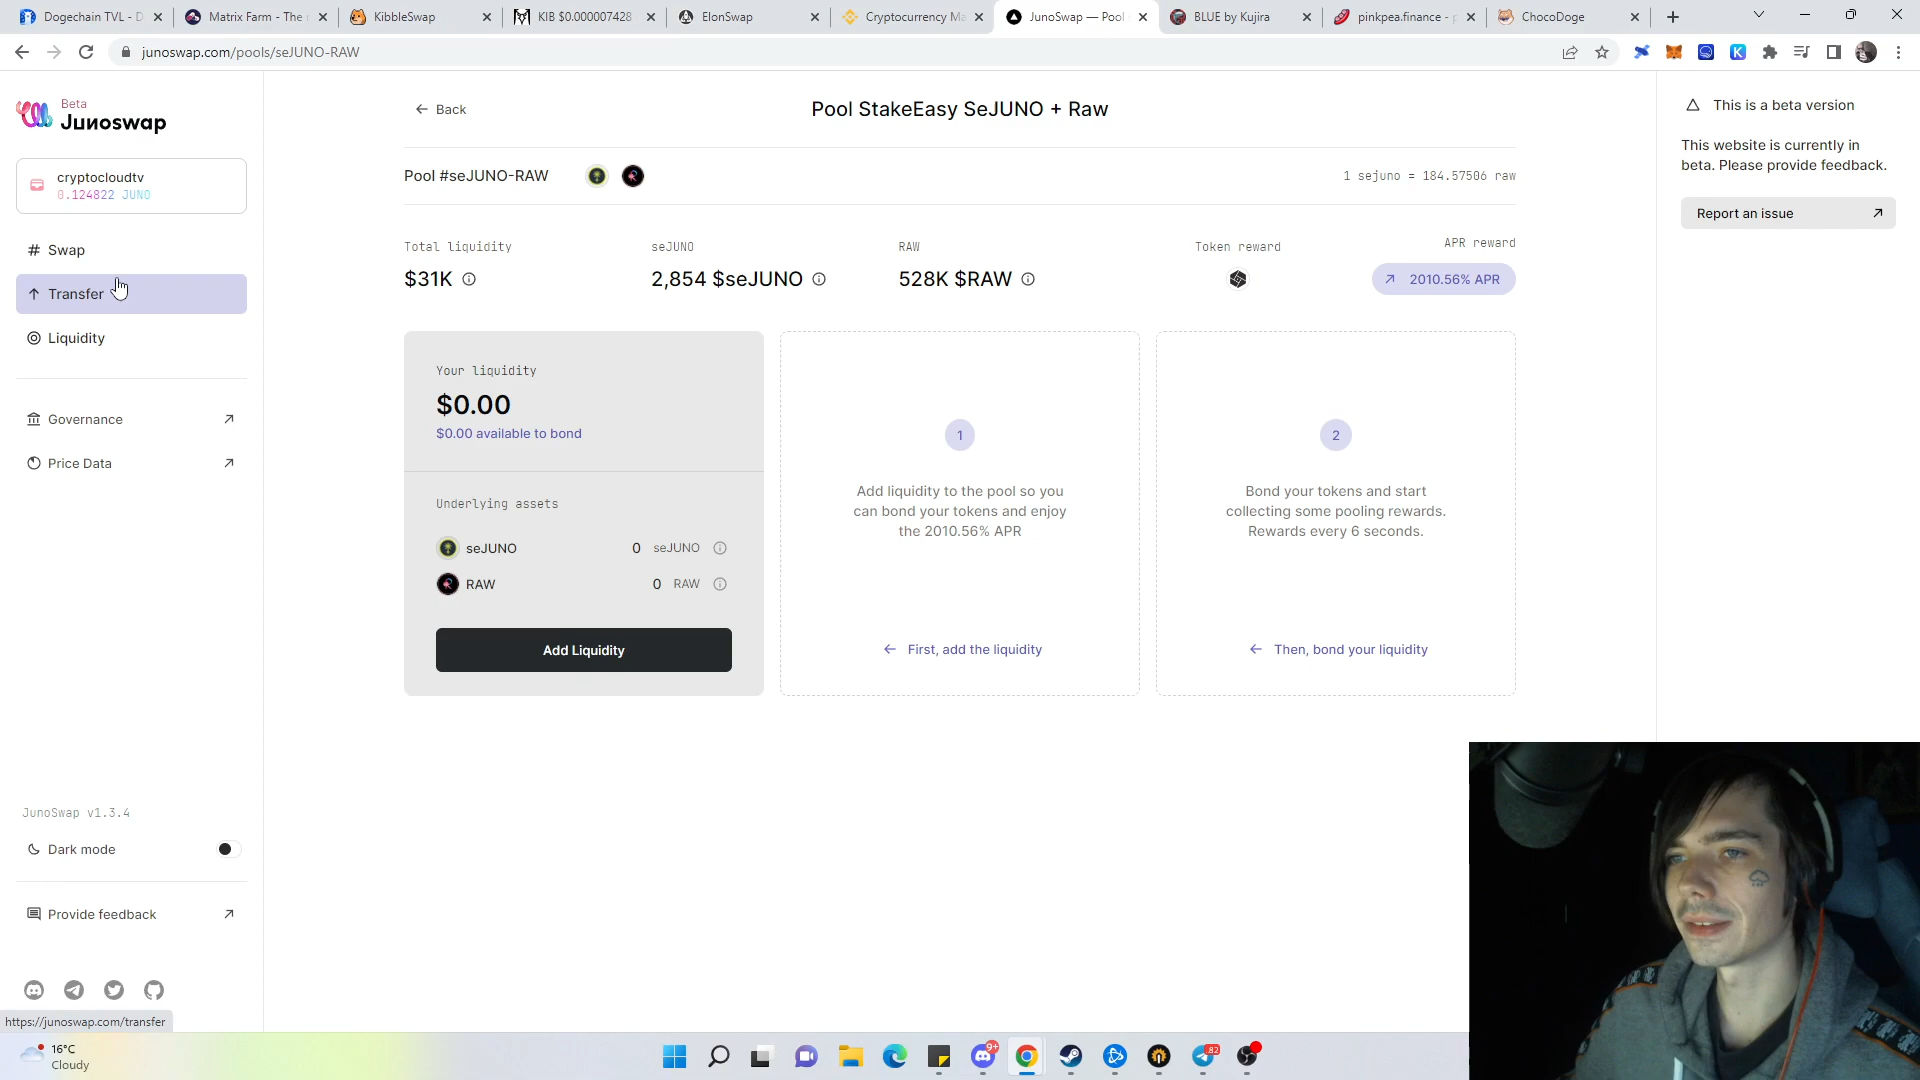 Dogechain TVL - D
Matrix Farm - The
KibbleSwap
KIB $0.000007428
ElonSwap
Cryptocurrency Ma
JunoSwap — Pool
BLUE by Kujira
pinkpea.finance - p
ChocoDoge
junoswap.com/pools/seJUNO-RAW
Beta
Junoswap
cryptocloudtv
0.124822 JUNO
# Swap
Transfer
Liquidity
Governance
Price Data
JunoSwap v1.3.4
Dark mode
Provide feedback
https://junoswap.com/transfer
Back
Pool StakeEasy SeJUNO + Raw
Pool #seJUNO-RAW
1 sejuno = 184.57506 raw
Total liquidity
$31K
seJUNO
2,854 $seJUNO
RAW
528K $RAW
Token reward
APR reward
2010.56% APR
Your liquidity
$0.00
$0.00 available to bond
Underlying assets
seJUNO 0 seJUNO
RAW 0 RAW
Add Liquidity
1
Add liquidity to the pool so you
can bond your tokens and enjoy
the 2010.56% APR
First, add the liquidity
2
Bond your tokens and start
collecting some pooling rewards.
Rewards every 6 seconds.
Then, bond your liquidity
This is a beta version
This website is currently in
beta. Please provide feedback.
Report an issue
16°C
Cloudy
9+
82